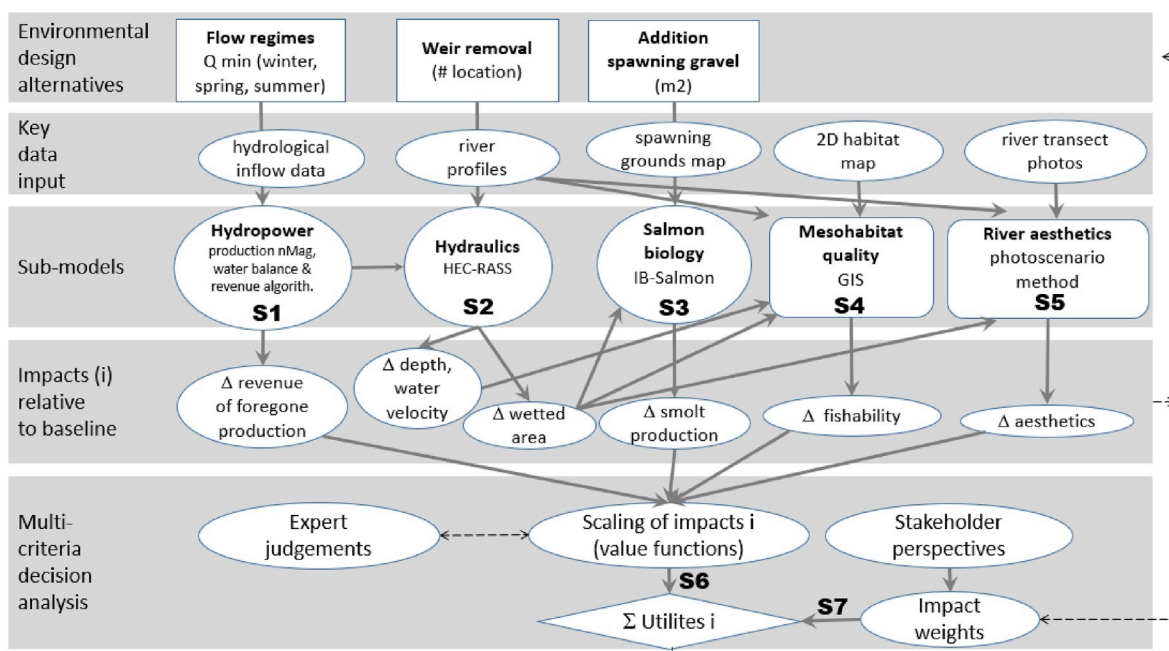 Environmental
design
alternatives
Flow regimes
Q min (winter,
spring, summer)
Weir removal
(# location)
Addition
spawning gravel
(m2)
Key
data
input
hydrological
inflow data
river
profiles
spawning
grounds map
2D habitat
map
river transect
photos
Sub-models
Hydropower
production nMag,
water balance &
revenue algorith.
S1
Hydraulics
HEC-RASS
S2
Salmon
biology
IB-Salmon
S3
Mesohabitat
quality
GIS
S4
River aesthetics
photoscenario
method
S5
Impacts (i)
relative
to baseline
Δ revenue
of foregone
production
Δ depth,
water
velocity
Δ wetted
area
Δ smolt
production
Δ fishability
Δ aesthetics
Multi-
criteria
decision
analysis
Expert
judgements
Scaling of impacts i
(value functions)
Stakeholder
perspectives
S6
Σ Utilites i
S7
Impact
weights